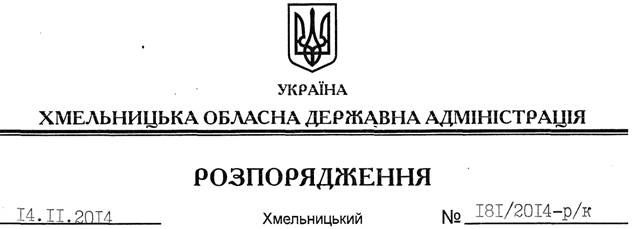 УКРАЇНА
ХМЕЛЬНИЦЬКА ОБЛАСНА ДЕРЖАВНА АДМІНІСТРАЦІЯ
РОЗПОРЯДЖЕННЯ
14.11.2014 Хмельницький № 181/2014-р/к